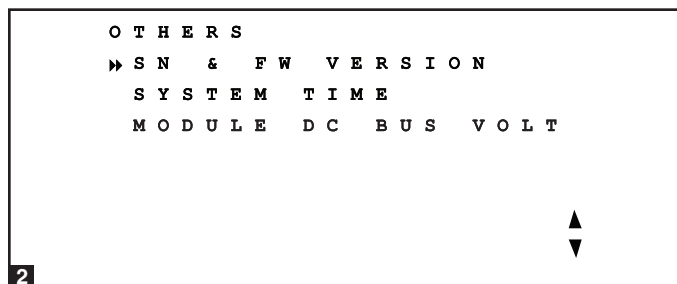 OTHERS
SN & FW VERSION
SYSTEM TIME
MODULE DC BUS VOLT
2